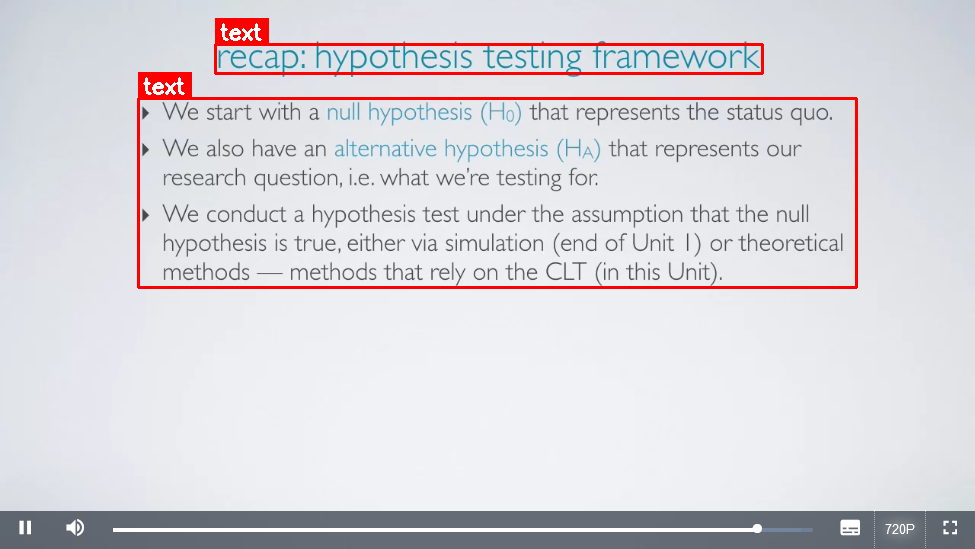 text
recap: hypothesis testing framework
text
We start with a null hypothesis (H0) that represents the status quo.
We also have an alternative hypothesis (HA) that represents our
research question, i.e. what we're testing for.
We conduct a hypothesis test under the assumption that the null
hypothesis is true, either via simulation (end of Unit 1) or theoretical
methods — methods that rely on the CLT (in this Unit).
720P